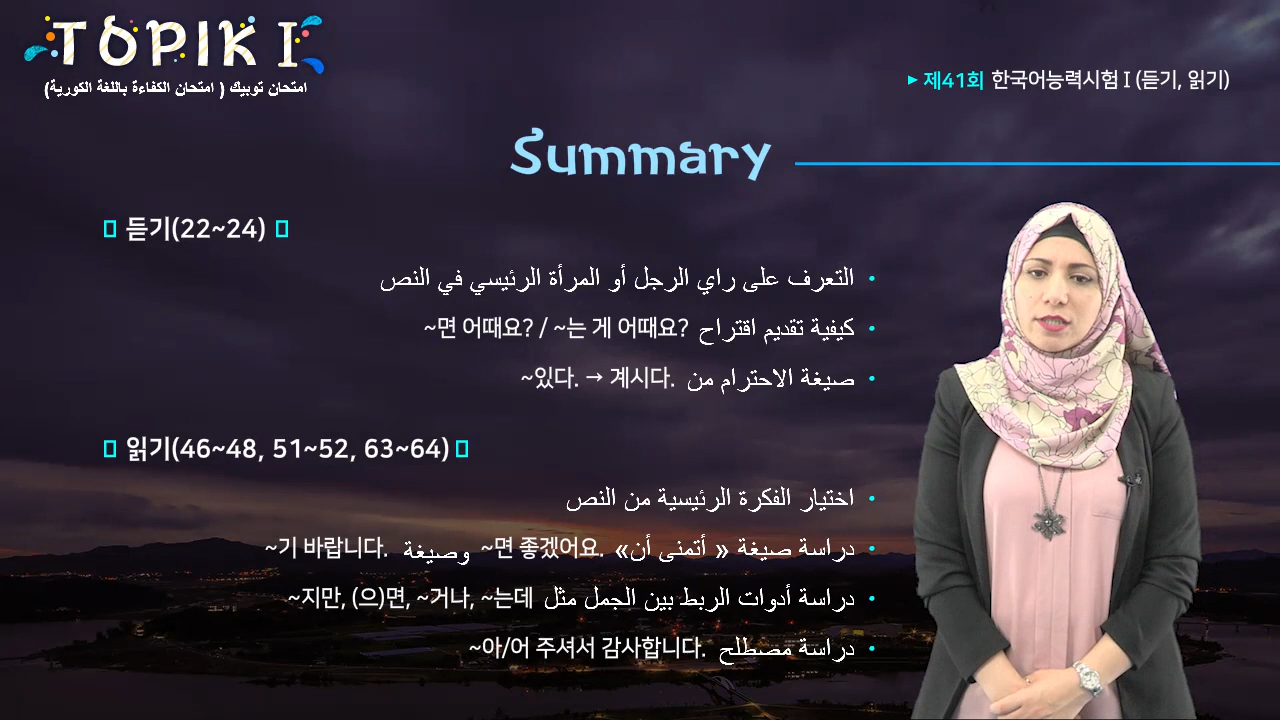 TOPIK I
امتحان توبيك ( امتحان الكفاءة باللغة الكورية)
▶ 제41회 한국어능력시험 I (듣기, 읽기)
Summary
듣기(22~24)
• التعرف على راي الرجل أو المرأة الرئيسي في النص
• كيفية تقديم اقتراح ~면 어때요? / ~는 게 어때요?
• صيغة الاحترام من ~있다. → 계시다.
읽기(46~48, 51~52, 63~64)
• اختيار الفكرة الرئيسية من النص
• دراسة صيغة « أتمنى أن» ~면 좋겠어요. وصيغة ~기 바랍니다.
• دراسة أدوات الربط بين الجمل مثل ~지만, (으)면, ~거나, ~는데
• دراسة مصطلح ~아/어 주셔서 감사합니다.